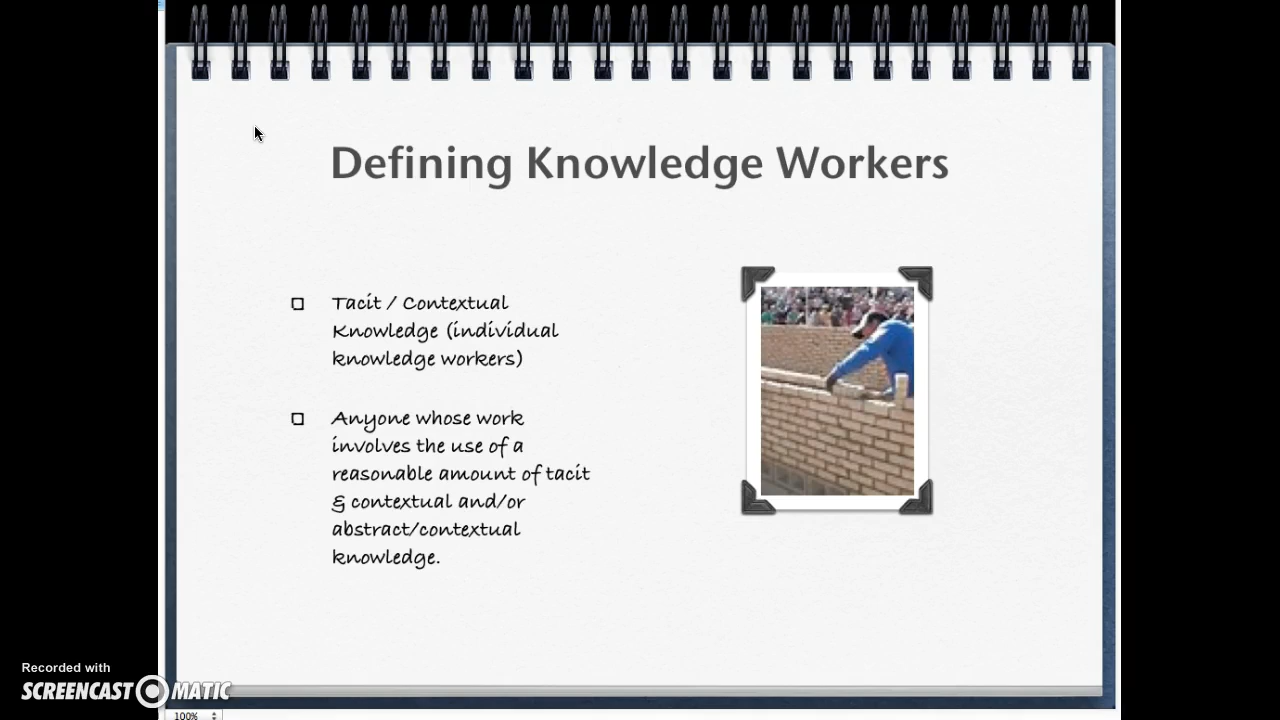 Defining Knowledge Workers
Tacit / Contextual
Knowledge (individual
knowledge workers)
Anyone whose work
involves the use of a
reasonable amount of tacit
& contextual and/or
abstract/contextual
knowledge.
Recorded with
SCREENCAST MATIC
100%